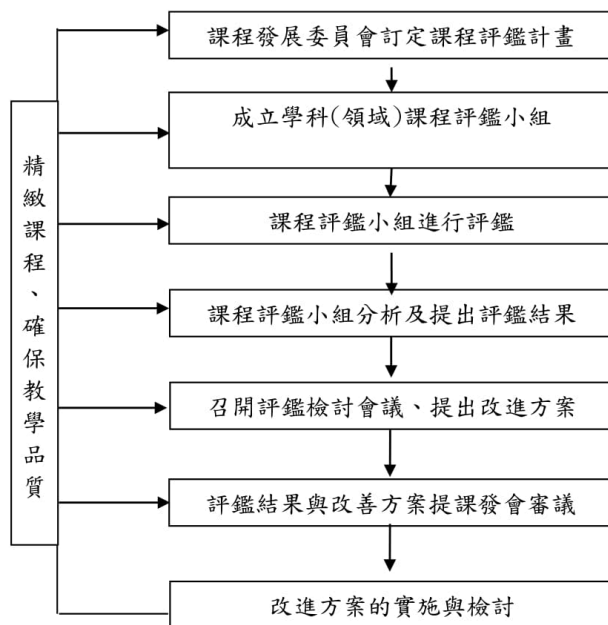 課程發展委員會訂定課程評鑑計畫
成立學科(領域)課程評鑑小組
課程評鑑小組進行評鑑
課程評鑑小組分析及提出評鑑結果
召開評鑑檢討會議、提出改進方案
評鑑結果與改善方案提課發會審議
改進方案的實施與檢討
精緻課程、確保教學品質